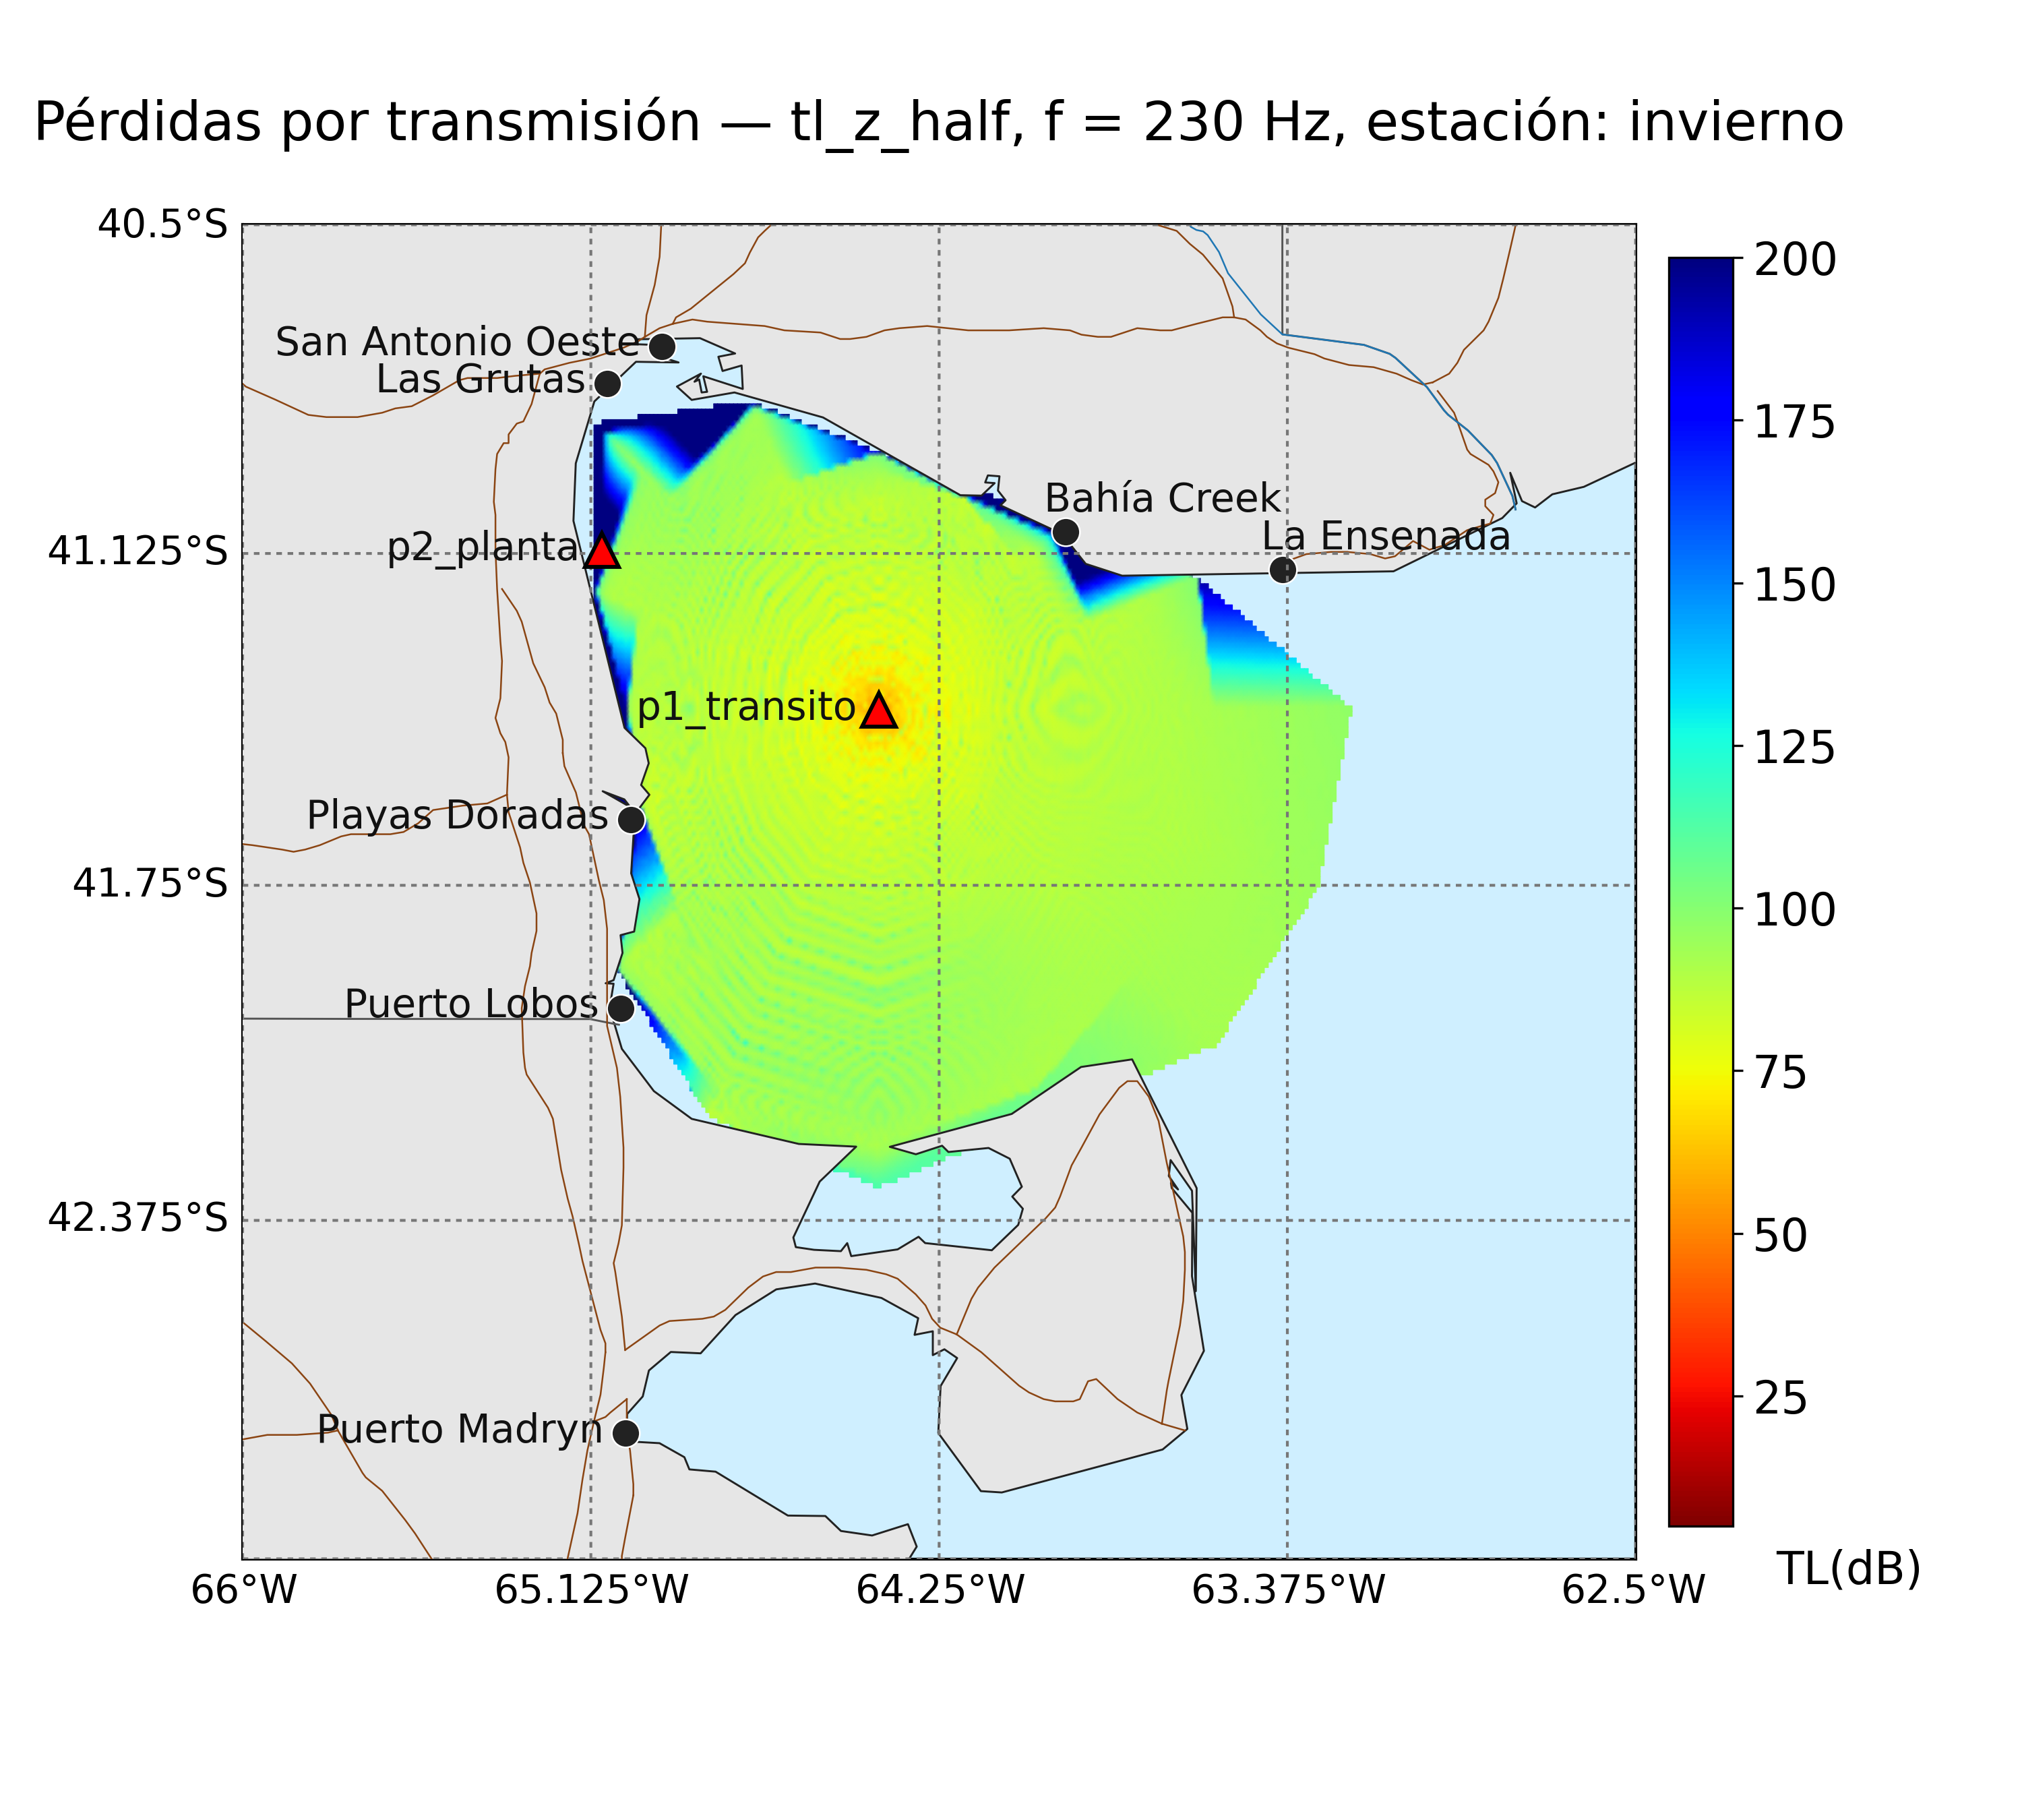 Pérdidas por transmisión — tl_z_half, f = 230 Hz, estación: invierno
40.5°S
200
San Antonio Oeste
Las Grutas
175
Bahía Creek
La Ensenada
p2_planta
41.125°S
150
p1_transito
125
Playas Doradas
41.75°S
100
Puerto Lobos
75
42.375°S
50
25
Puerto Madryn
TL(dB)
66°W
65.125°W
64.25°W
63.375°W
62.5°W